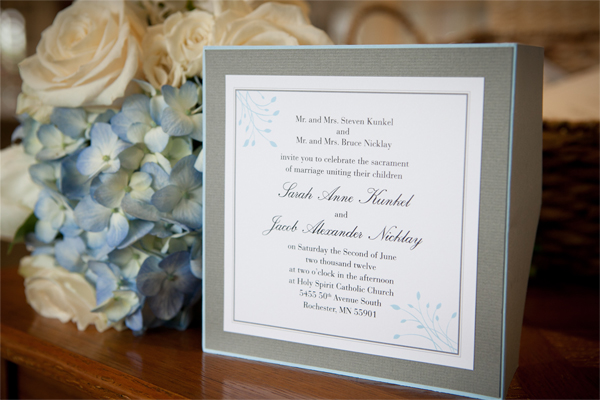 Mr. and Mrs. Steven Kunkel
and
Mr. and Mrs. Bruce Nicklay
invite you to celebrate the sacrament
of marriage uniting their children
Sarah Anne Kunkel
and
Jacob Alexander Nicklay
on Saturday the Second of June
two thousand twelve
at two o'clock in the afternoon
at Holy Spirit Catholic Church
5455 50th Avenue South
Rochester, MN 55901